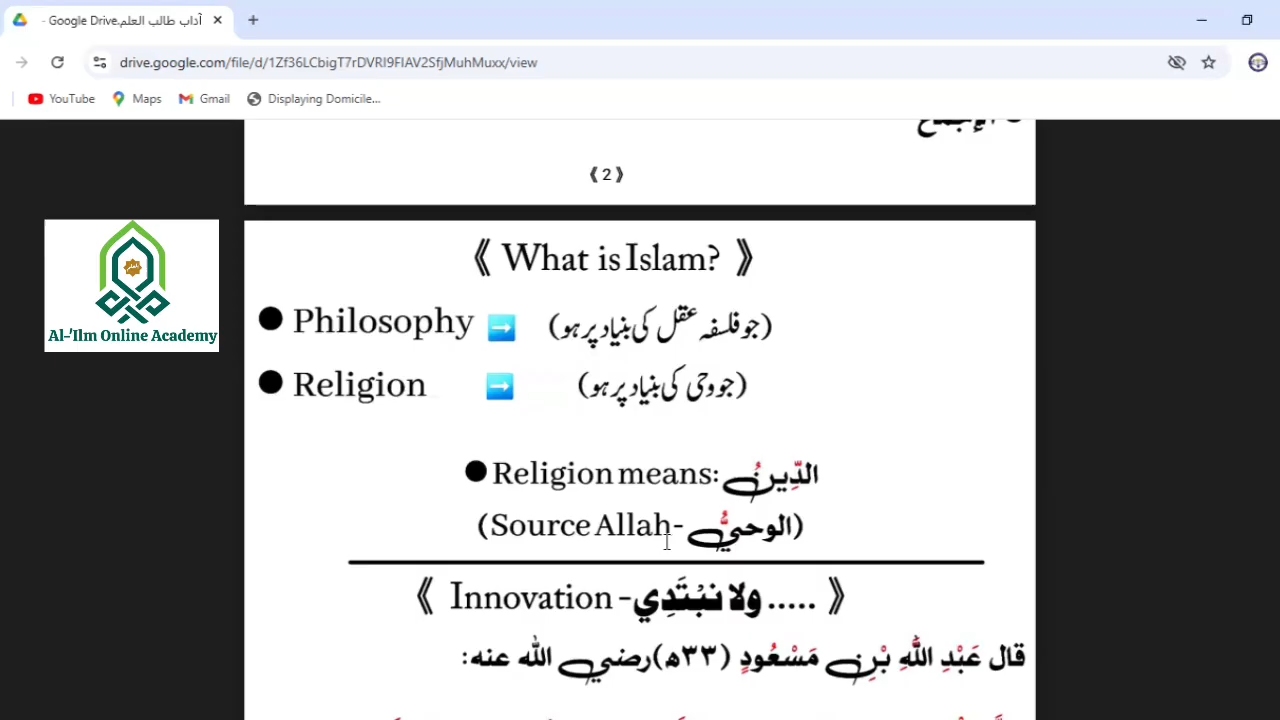 آداب طالب العلم.Google Drive -
drive.google.com/file/d/1Zf36LCbigT7rDVRI9FIAV2SfjMuhMuxx/view
YouTube Maps Gmail Displaying Domicile...
الإجماع
《 2 》
《 What is Islam? 》
● Philosophy ➡ (جو فلسفہ عقل کی بنیاد پر ہو)
● Religion ➡ (جو وحی کی بنیاد پر ہو)
Al-'Ilm Online Academy
● Religion means: الدِّينُ
(Source Allah- الوحيُّ)
《 Innovation -ولا نَبْتَدِي ..... 》
قال عَبْدِ اللَّهِ بْنِ مَسْعُودٍ (٣٣ه) رضي الله عنه: